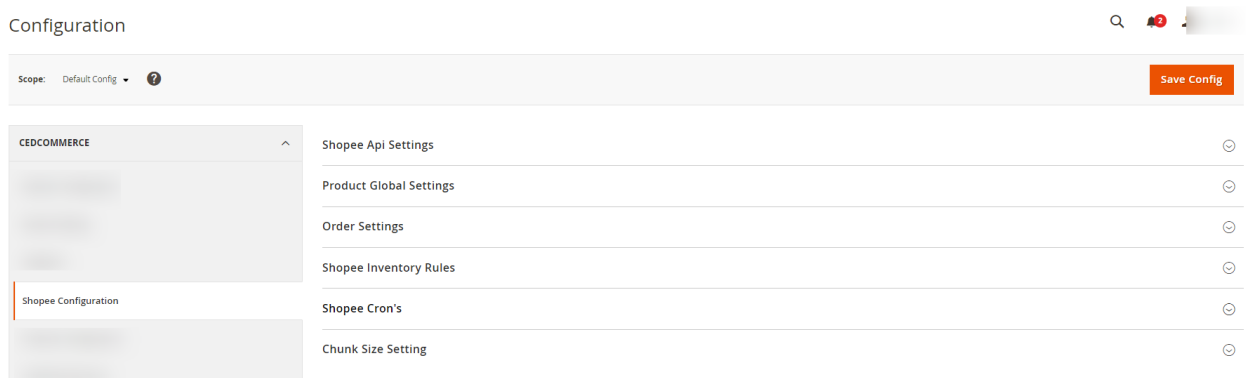 Configuration
2
Scope: Default Config
?
Save Config
CEDCOMMERCE
Shopee Configuration
Shopee Api Settings
Product Global Settings
Order Settings
Shopee Inventory Rules
Shopee Cron's
Chunk Size Setting